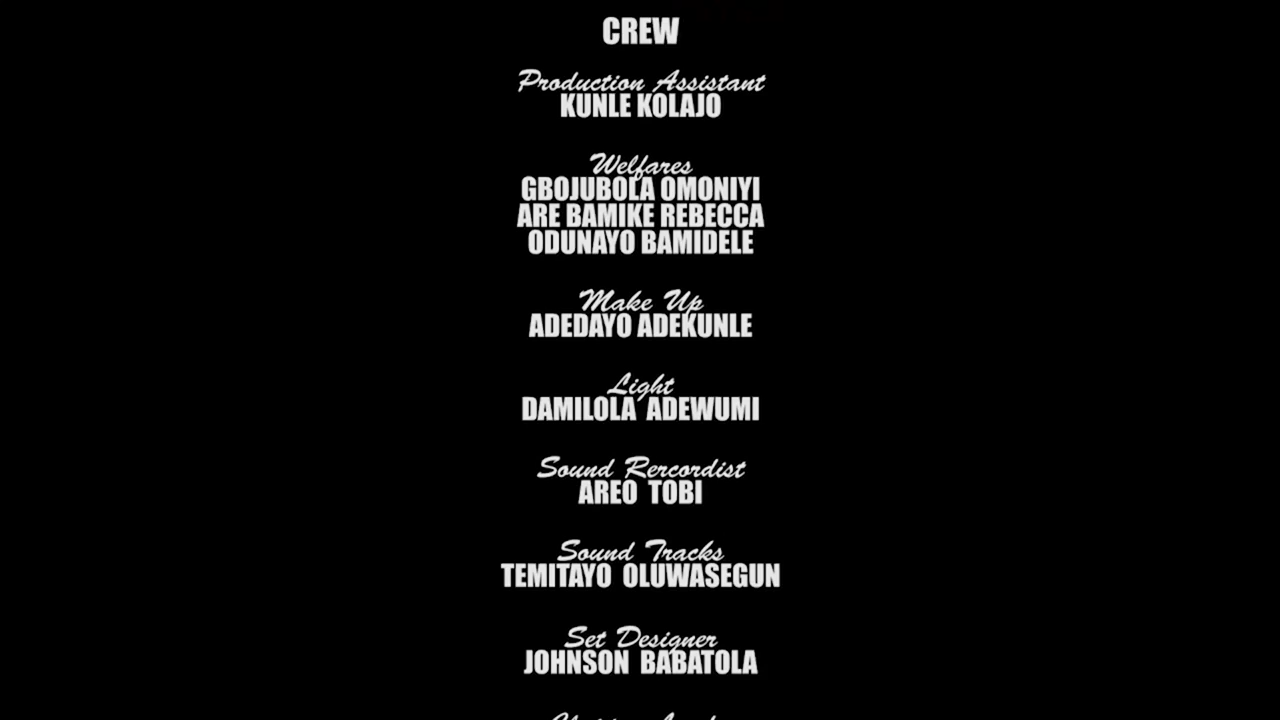 CREW
Production Assistant
KUNLE KOLAJO
Welfares
GBOJUBOLA OMONIYI
ARE BAMIKE REBECCA
ODUNAYO BAMIDELE
Make Up
ADEDAYO ADEKUNLE
Light
DAMILOLA ADEWUMI
Sound Rercordist
AREO TOBI
Sound Tracks
TEMITAYO OLUWASEGUN
Set Designer
JOHNSON BABATOLA